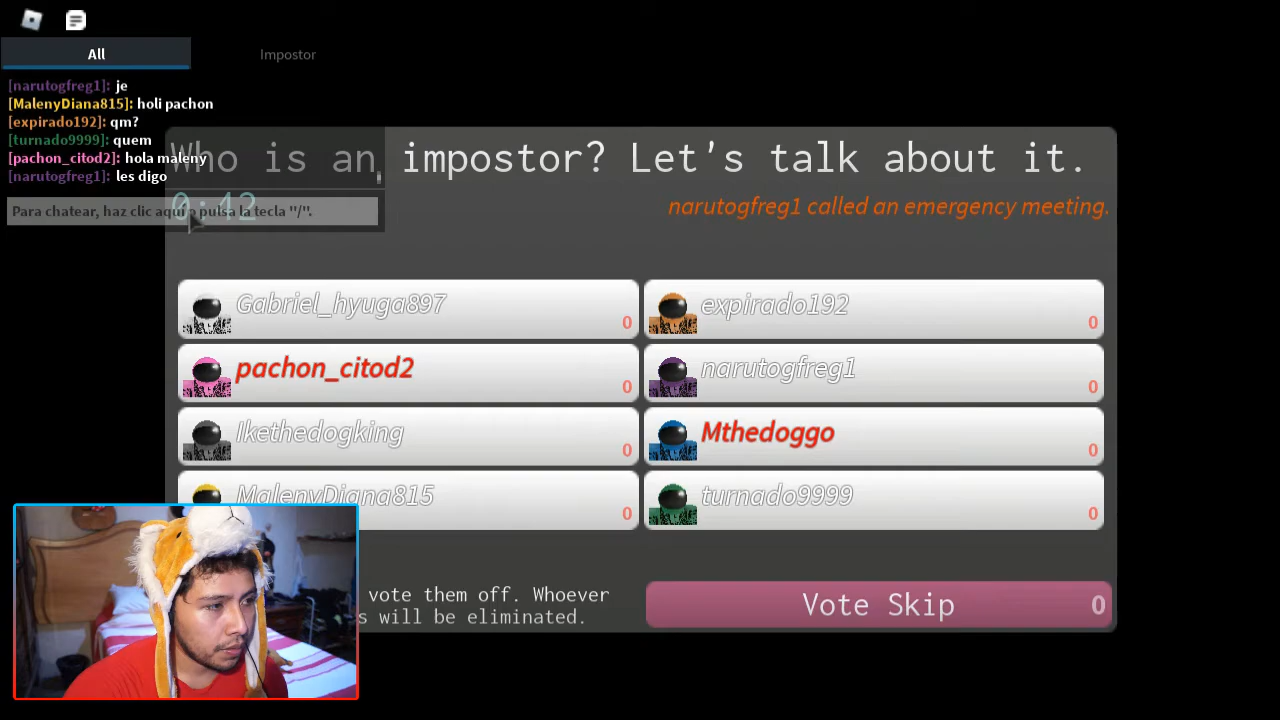 All
Impostor
[narutogfreg1]: je
[MalenyDiana815]: holi pachon
[expirado192]: qm?
[turnado9999]: quem
[pachon_citod2]: hola maleny
[narutogfreg1]: les digo
Para chatear, haz clic aquí o pulsa la tecla "/".
Who is an impostor? Let's talk about it.
0:42
narutogfreg1 called an emergency meeting.
Gabriel_hyuga897 0
expirado192 0
pachon_citod2 0
narutogfreg1 0
Ikethedogking 0
Mthedoggo 0
MalenyDiana815 0
turnado9999 0
vote them off. Whoever
s will be eliminated.
Vote Skip 0